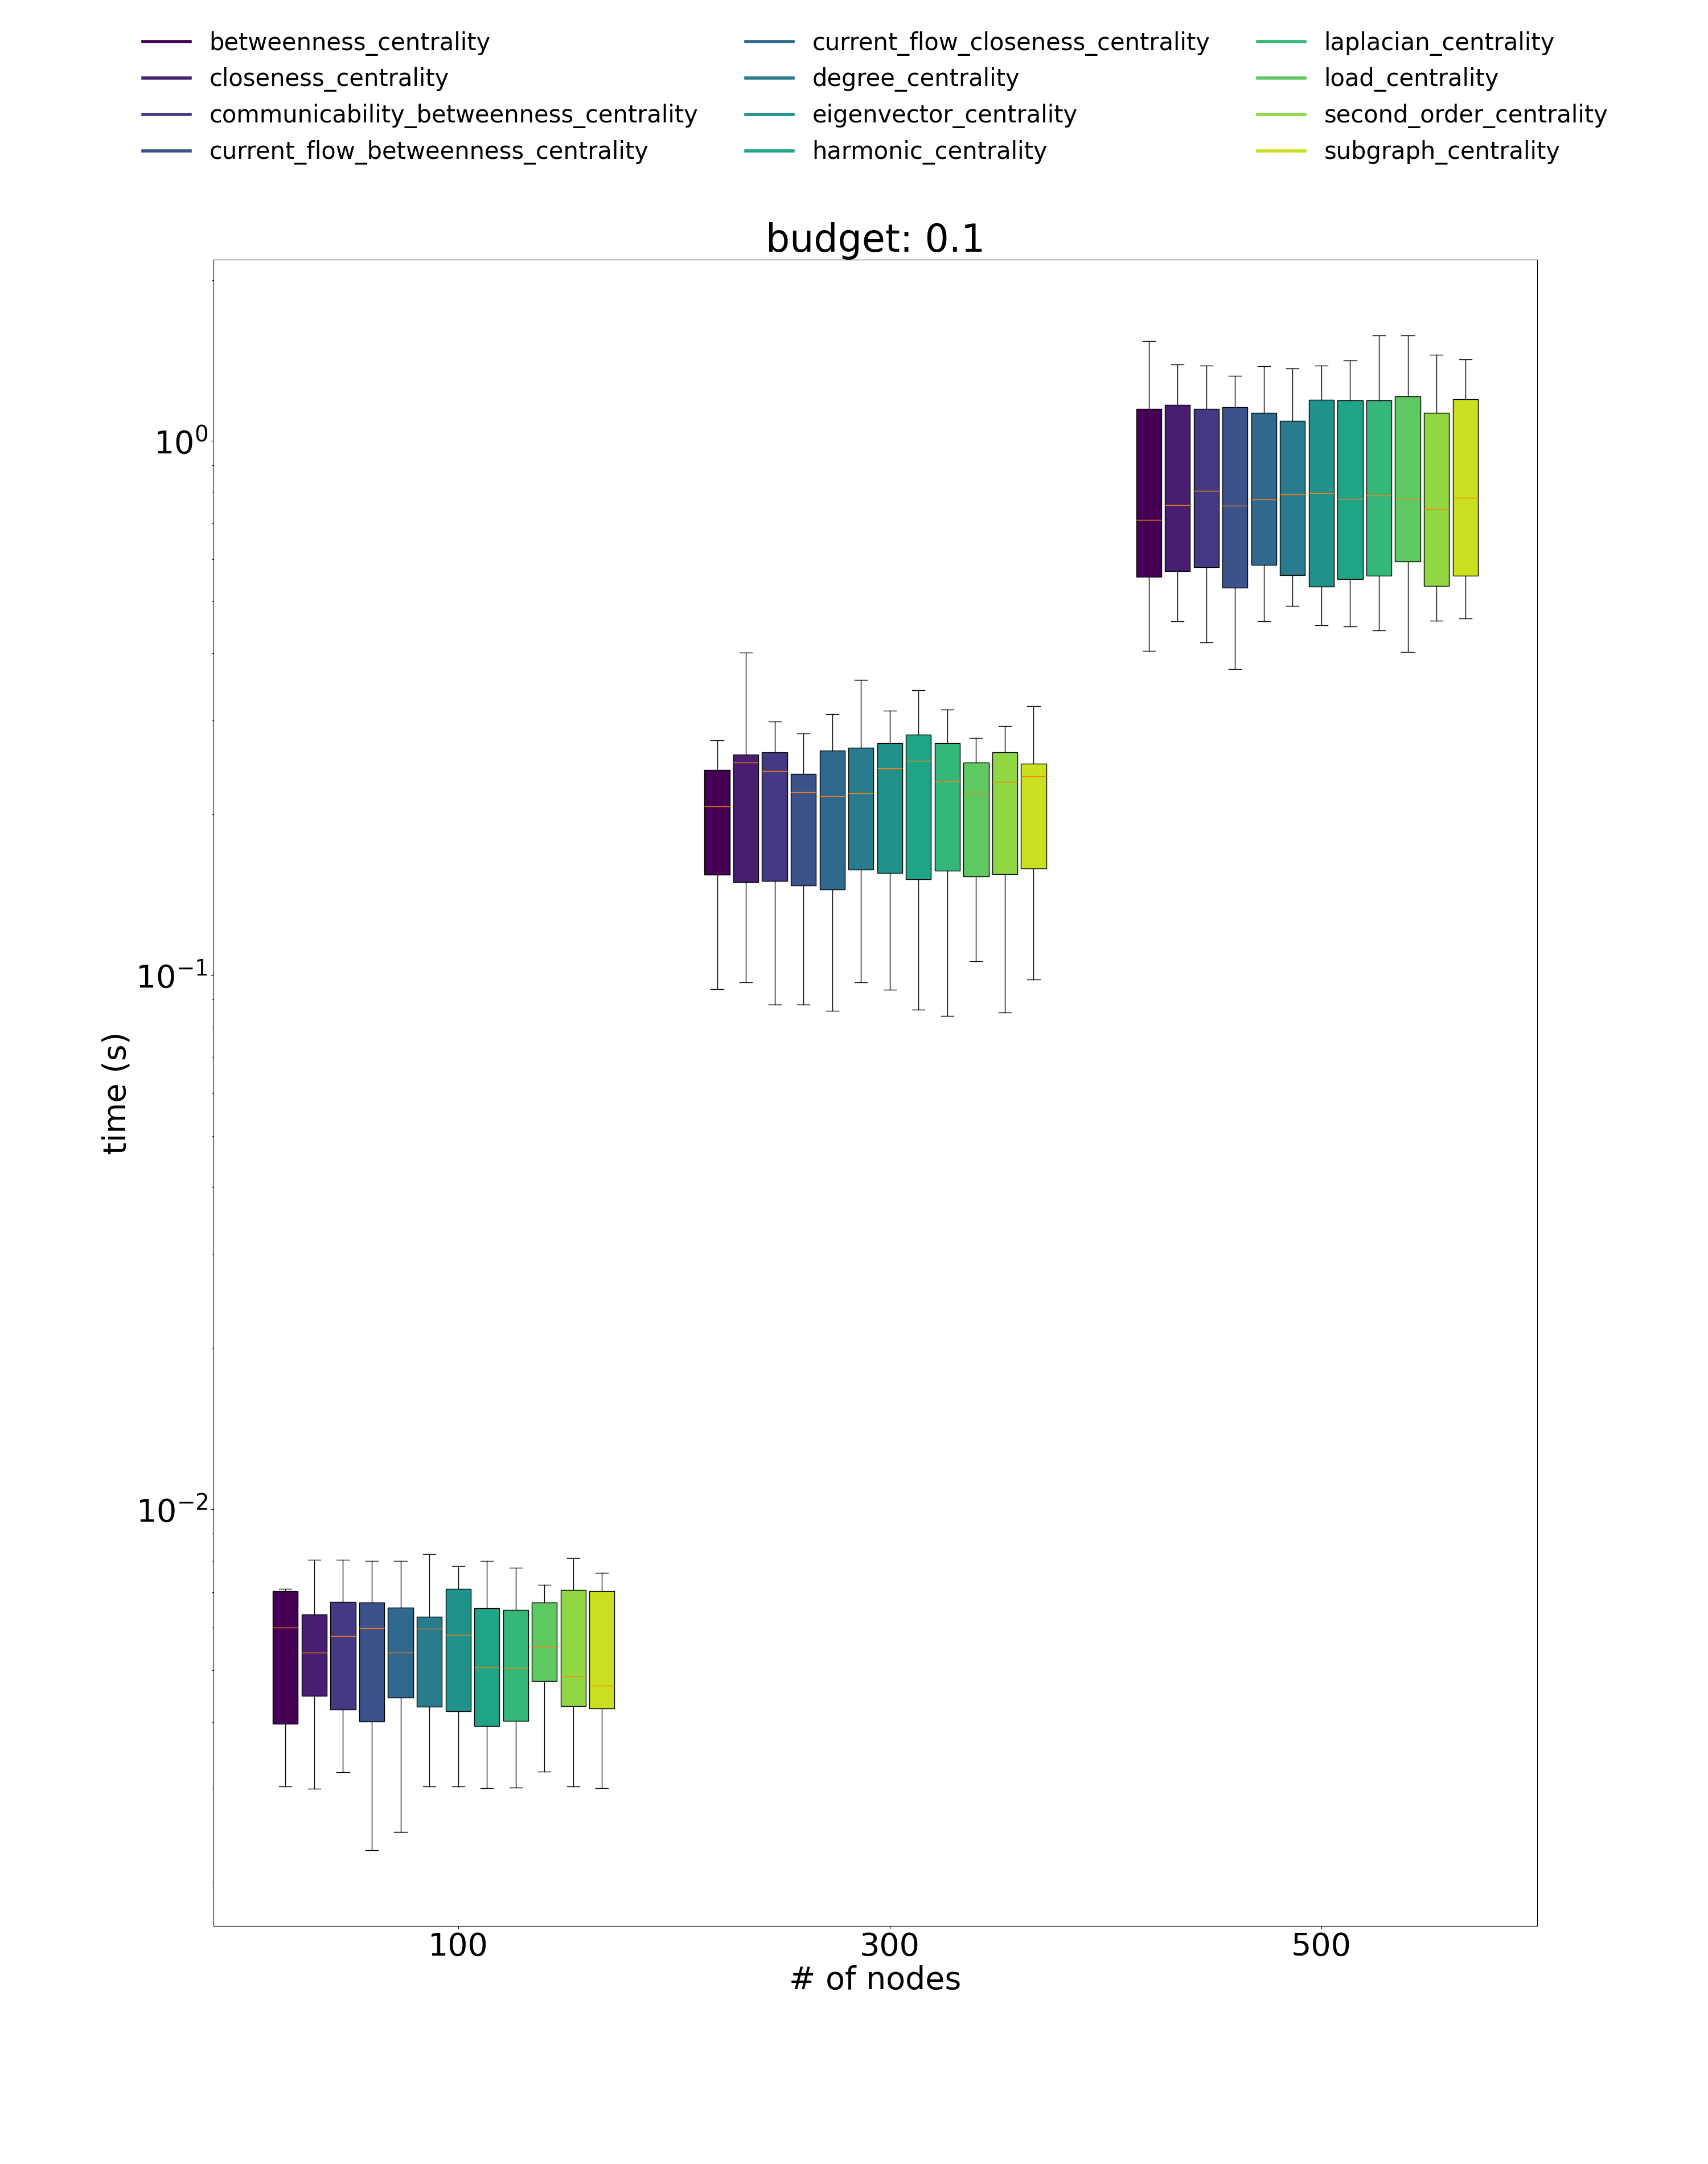 betweenness_centrality
closeness_centrality
communicability_betweenness_centrality
current_flow_betweenness_centrality
current_flow_closeness_centrality
degree_centrality
eigenvector_centrality
harmonic_centrality
laplacian_centrality
load_centrality
second_order_centrality
subgraph_centrality
budget: 0.1
10⁰
10⁻¹
10⁻²
time (s)
100 300 500
# of nodes